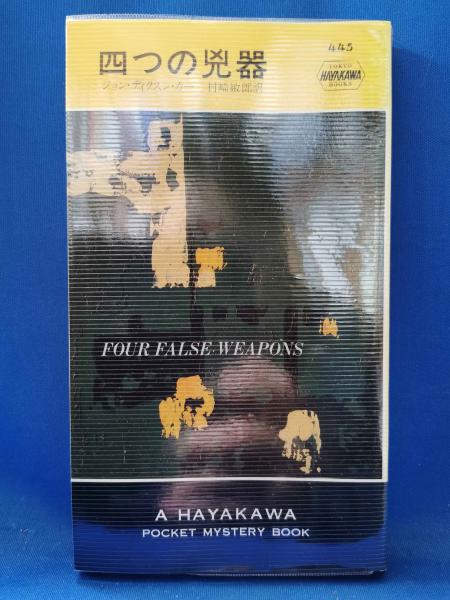 445
四つの兇器
TOKYO
HAYAKAWA
BOOKS
ジョン・ディクスン・カー 村崎敏郎訳
FOUR FALSE WEAPONS
A HAYAKAWA
POCKET MYSTERY BOOK